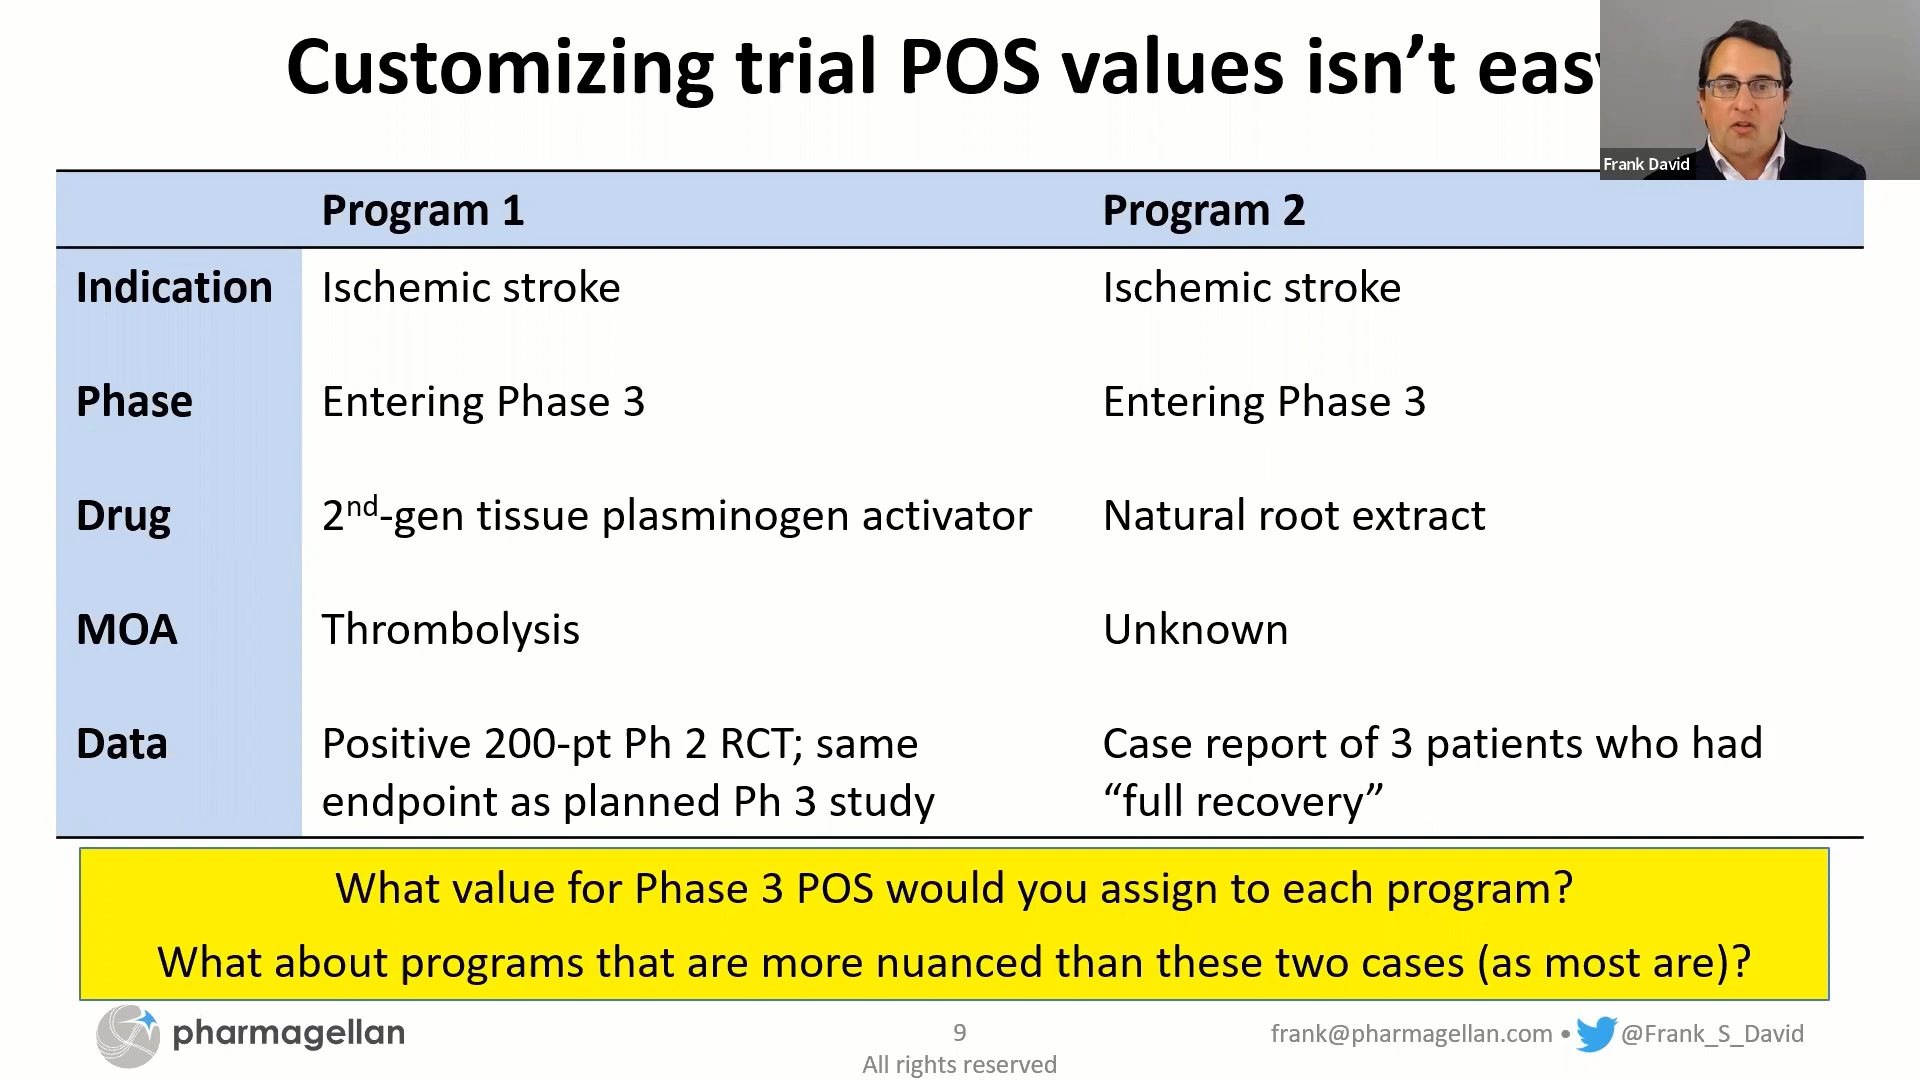 Customizing trial POS values isn’t eas
Frank David
Program 1 Program 2
Indication Ischemic stroke Ischemic stroke
Phase Entering Phase 3 Entering Phase 3
Drug 2nd-gen tissue plasminogen activator Natural root extract
MOA Thrombolysis Unknown
Data Positive 200-pt Ph 2 RCT; same Case report of 3 patients who had
endpoint as planned Ph 3 study “full recovery”
What value for Phase 3 POS would you assign to each program?
What about programs that are more nuanced than these two cases (as most are)?
pharmagellan 9 frank@pharmagellan.com • @Frank_S_David
All rights reserved